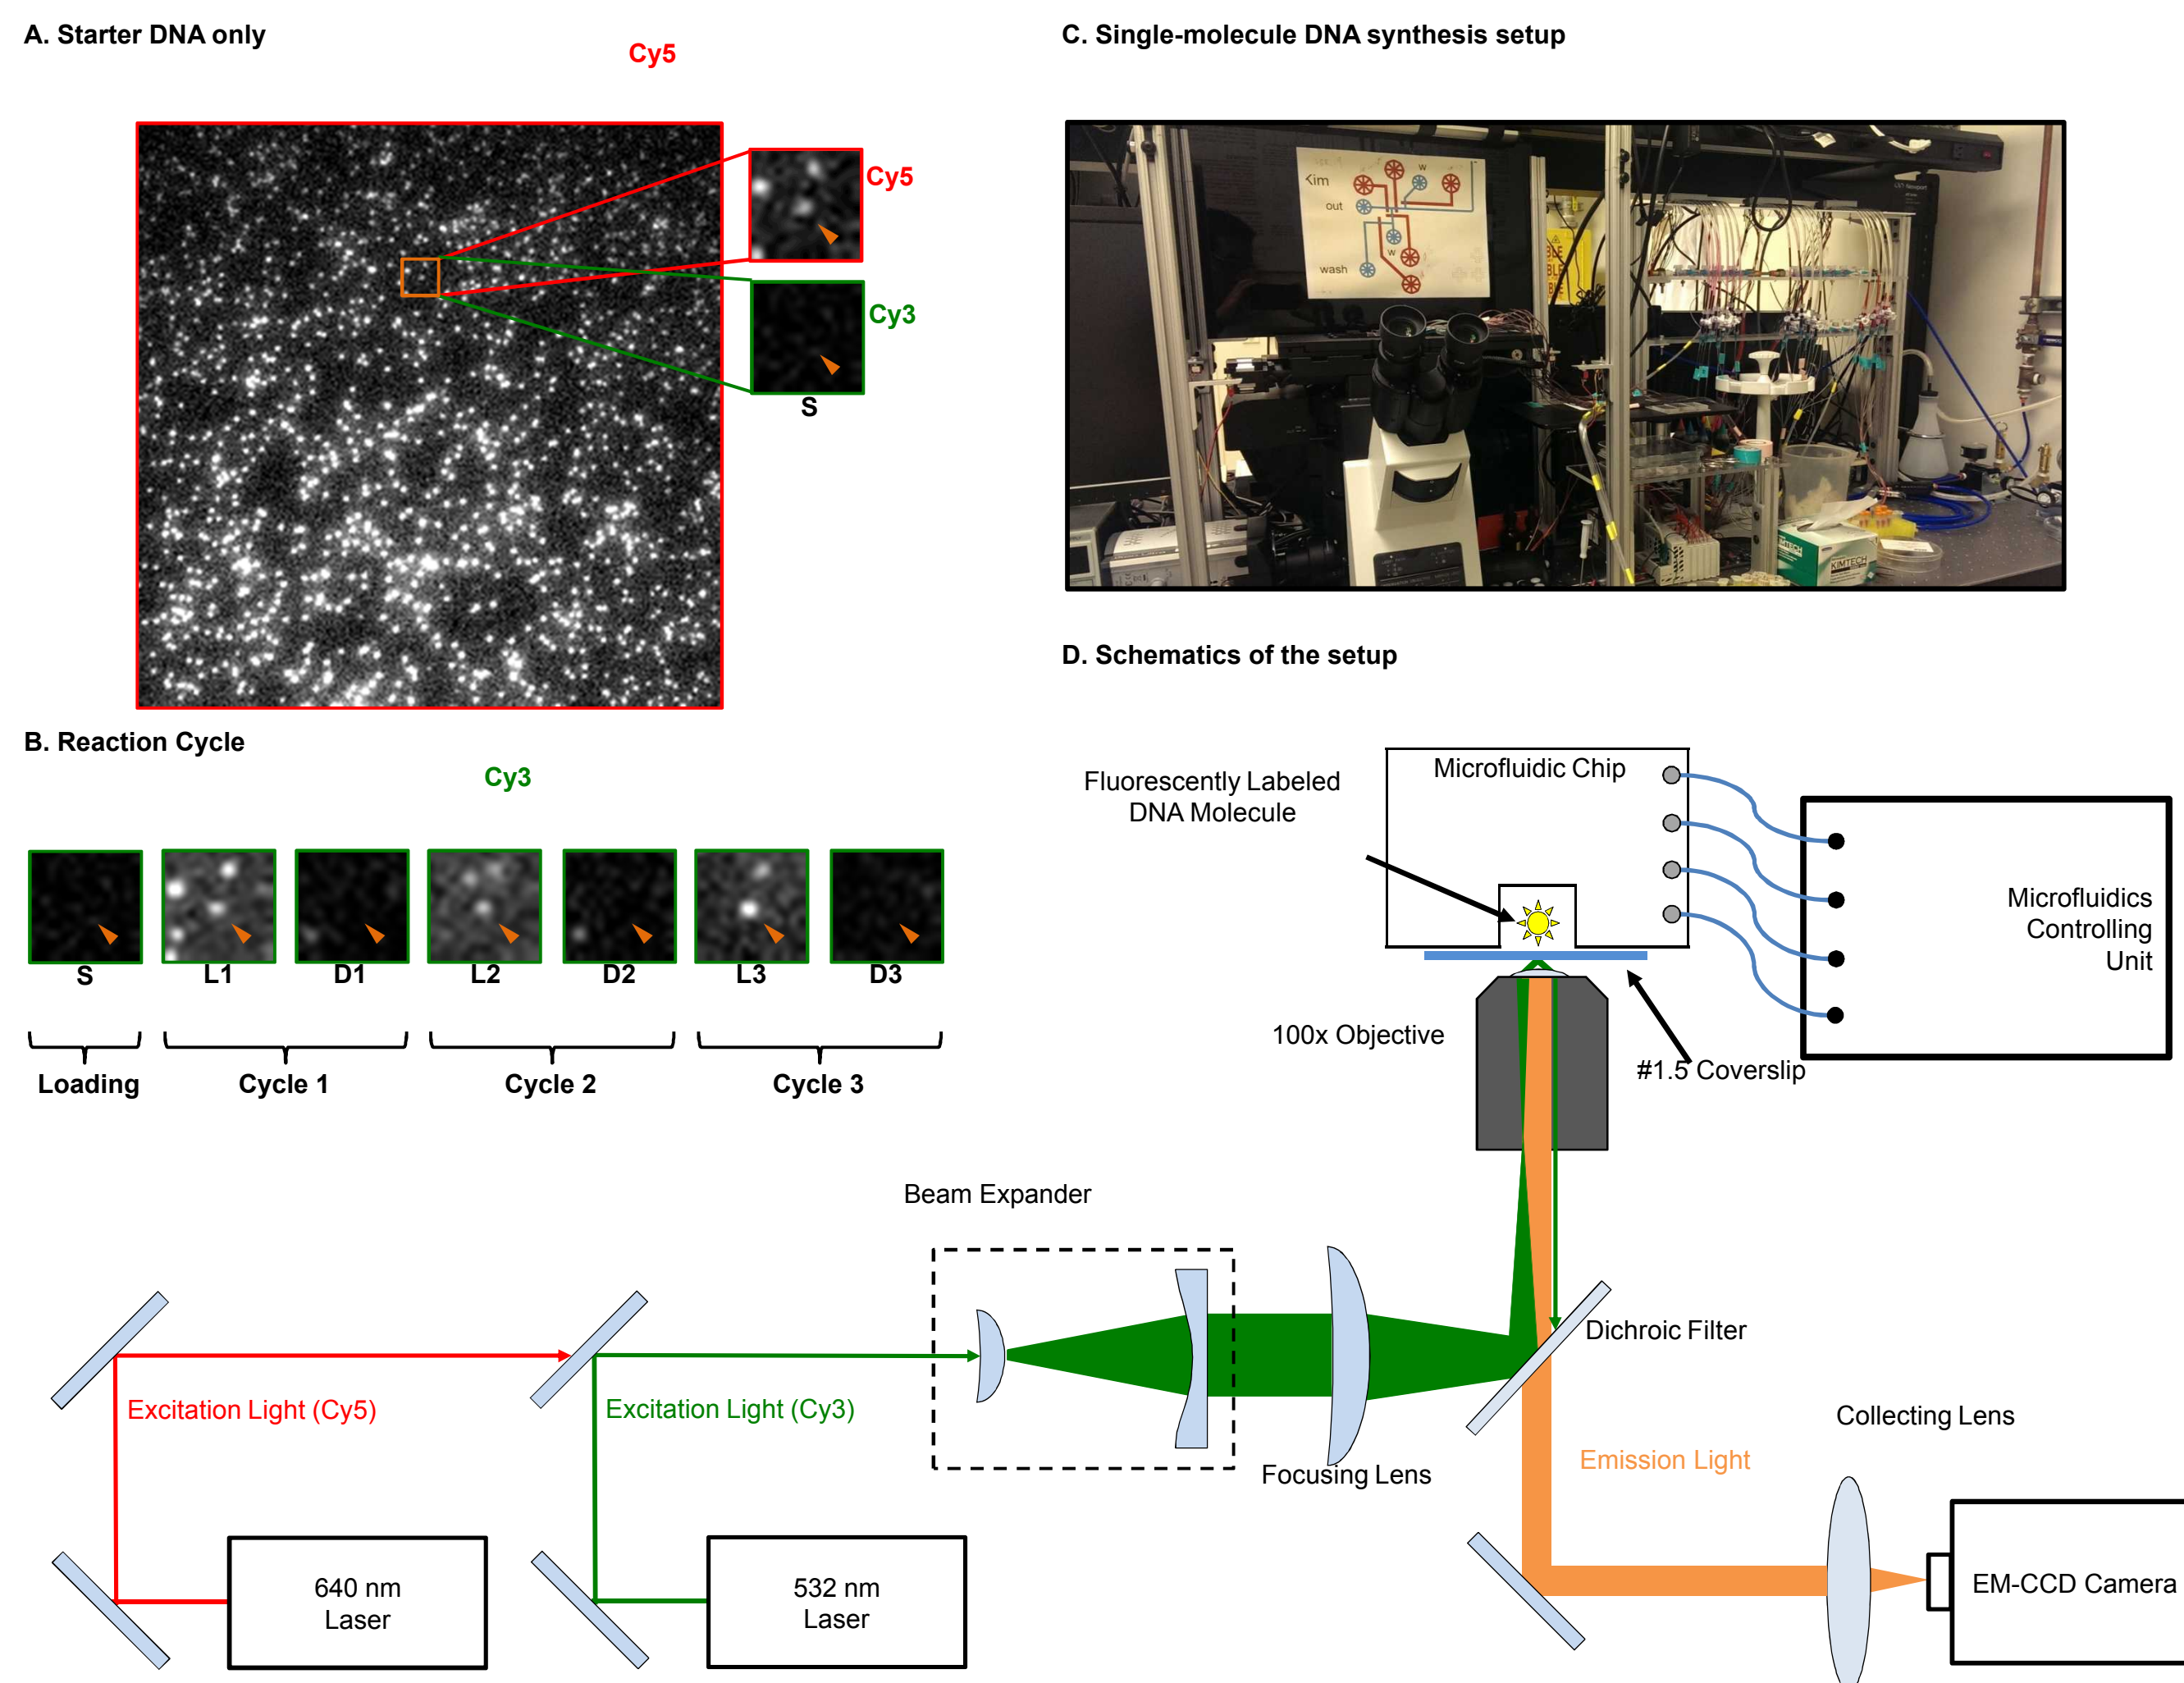 A. Starter DNA only
Cy5
Cy5
Cy3
S
B. Reaction Cycle
Cy3
S
L1
D1
L2
D2
L3
D3
Loading
Cycle 1
Cycle 2
Cycle 3
C. Single-molecule DNA synthesis setup
Kim
w
out
w
wash
KIMTECH
D. Schematics of the setup
Fluorescently Labeled
DNA Molecule
Microfluidic Chip
Microfluidics
Controlling
Unit
100x Objective
#1.5 Coverslip
Beam Expander
Dichroic Filter
Excitation Light (Cy5)
Excitation Light (Cy3)
Focusing Lens
Collecting Lens
Emission Light
640 nm
Laser
532 nm
Laser
EM-CCD Camera